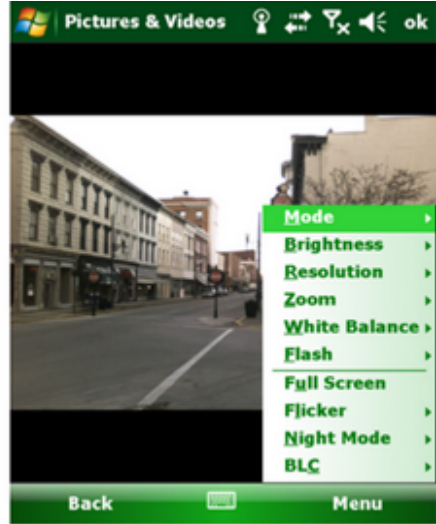 Pictures & Videos ok
Mode
Brightness
Resolution
Zoom
White Balance
Flash
Full Screen
Flicker
Night Mode
BLC
Back Menu